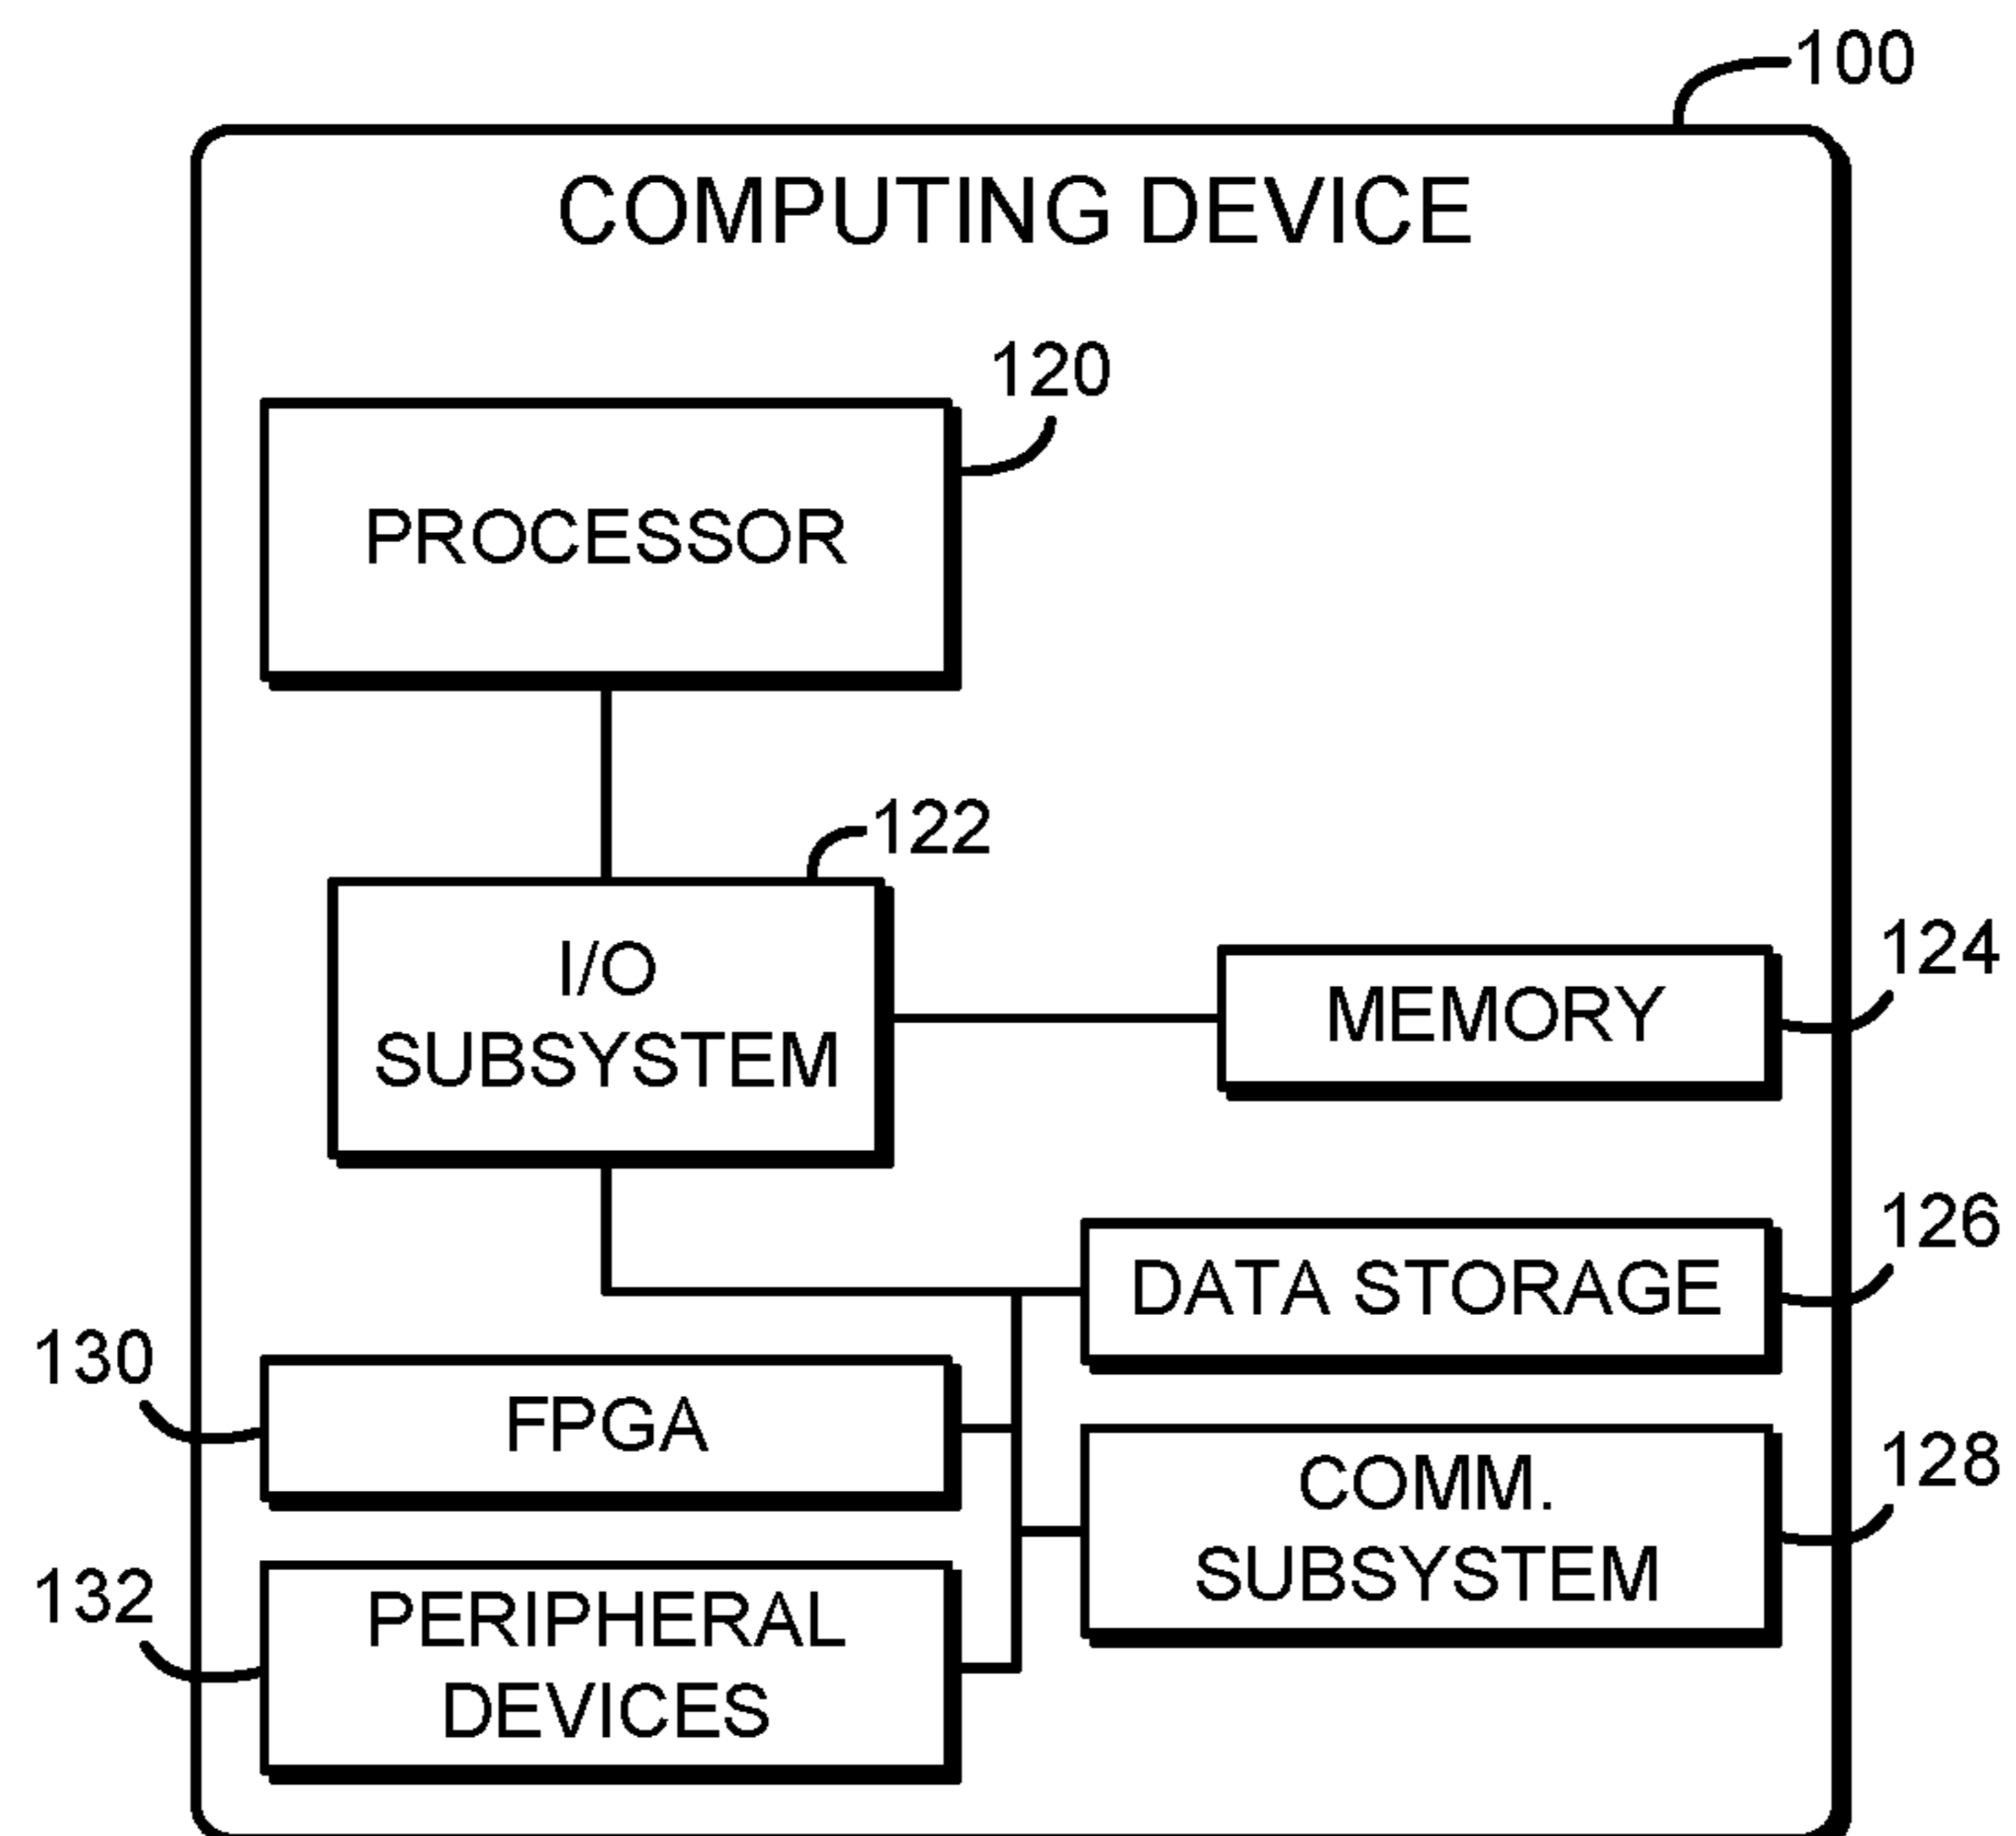 100
COMPUTING DEVICE
120
PROCESSOR
122
I/O
SUBSYSTEM
124
MEMORY
126
DATA STORAGE
130
FPGA
128
COMM.
SUBSYSTEM
132
PERIPHERAL
DEVICES